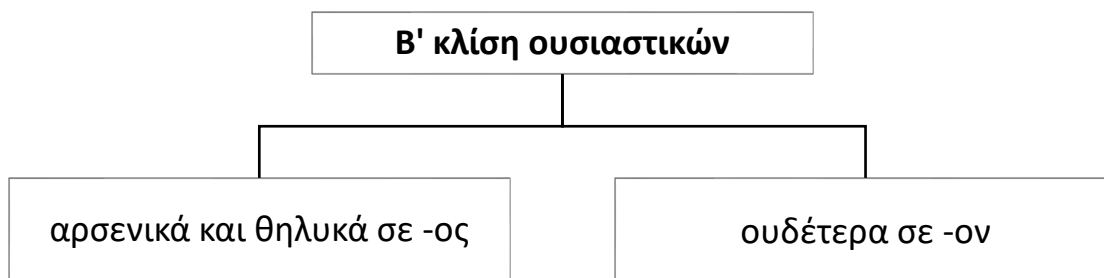 Β' κλίση ουσιαστικών
αρσενικά και θηλυκά σε -ος
ουδέτερα σε -ον